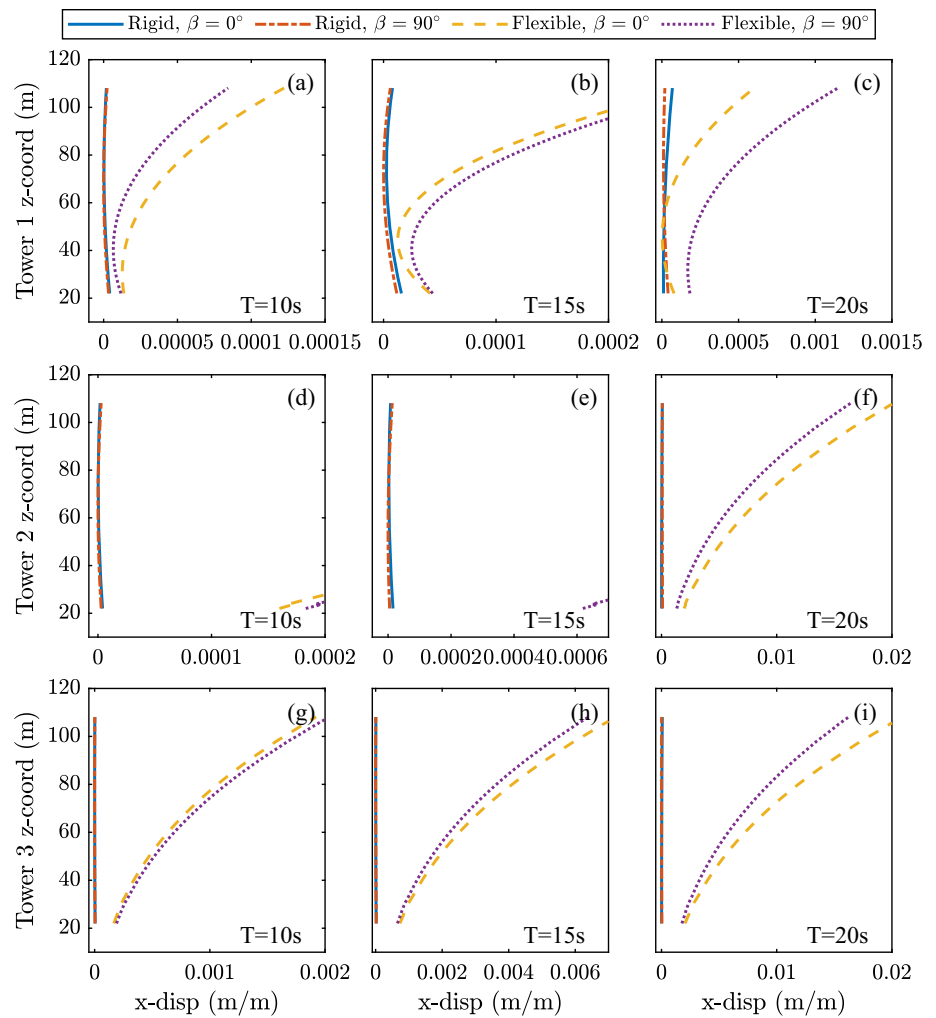 Rigid, β = 0° Rigid, β = 90° Flexible, β = 0° Flexible, β = 90°
120
100
80
60
40
20
Tower 1 z-coord (m)
(a)
T=10s
0 0.00005 0.0001 0.00015
(b)
T=15s
0 0.0001 0.0002
(c)
T=20s
0 0.0005 0.001 0.0015
120
100
80
60
40
20
Tower 2 z-coord (m)
(d)
T=10s
0 0.0001 0.0002
(e)
T=15s
0 0.0002 0.0004 0.0006
(f)
T=20s
0 0.01 0.02
120
100
80
60
40
20
Tower 3 z-coord (m)
(g)
T=10s
0 0.001 0.002
x-disp (m/m)
(h)
T=15s
0 0.002 0.004 0.006
x-disp (m/m)
(i)
T=20s
0 0.01 0.02
x-disp (m/m)